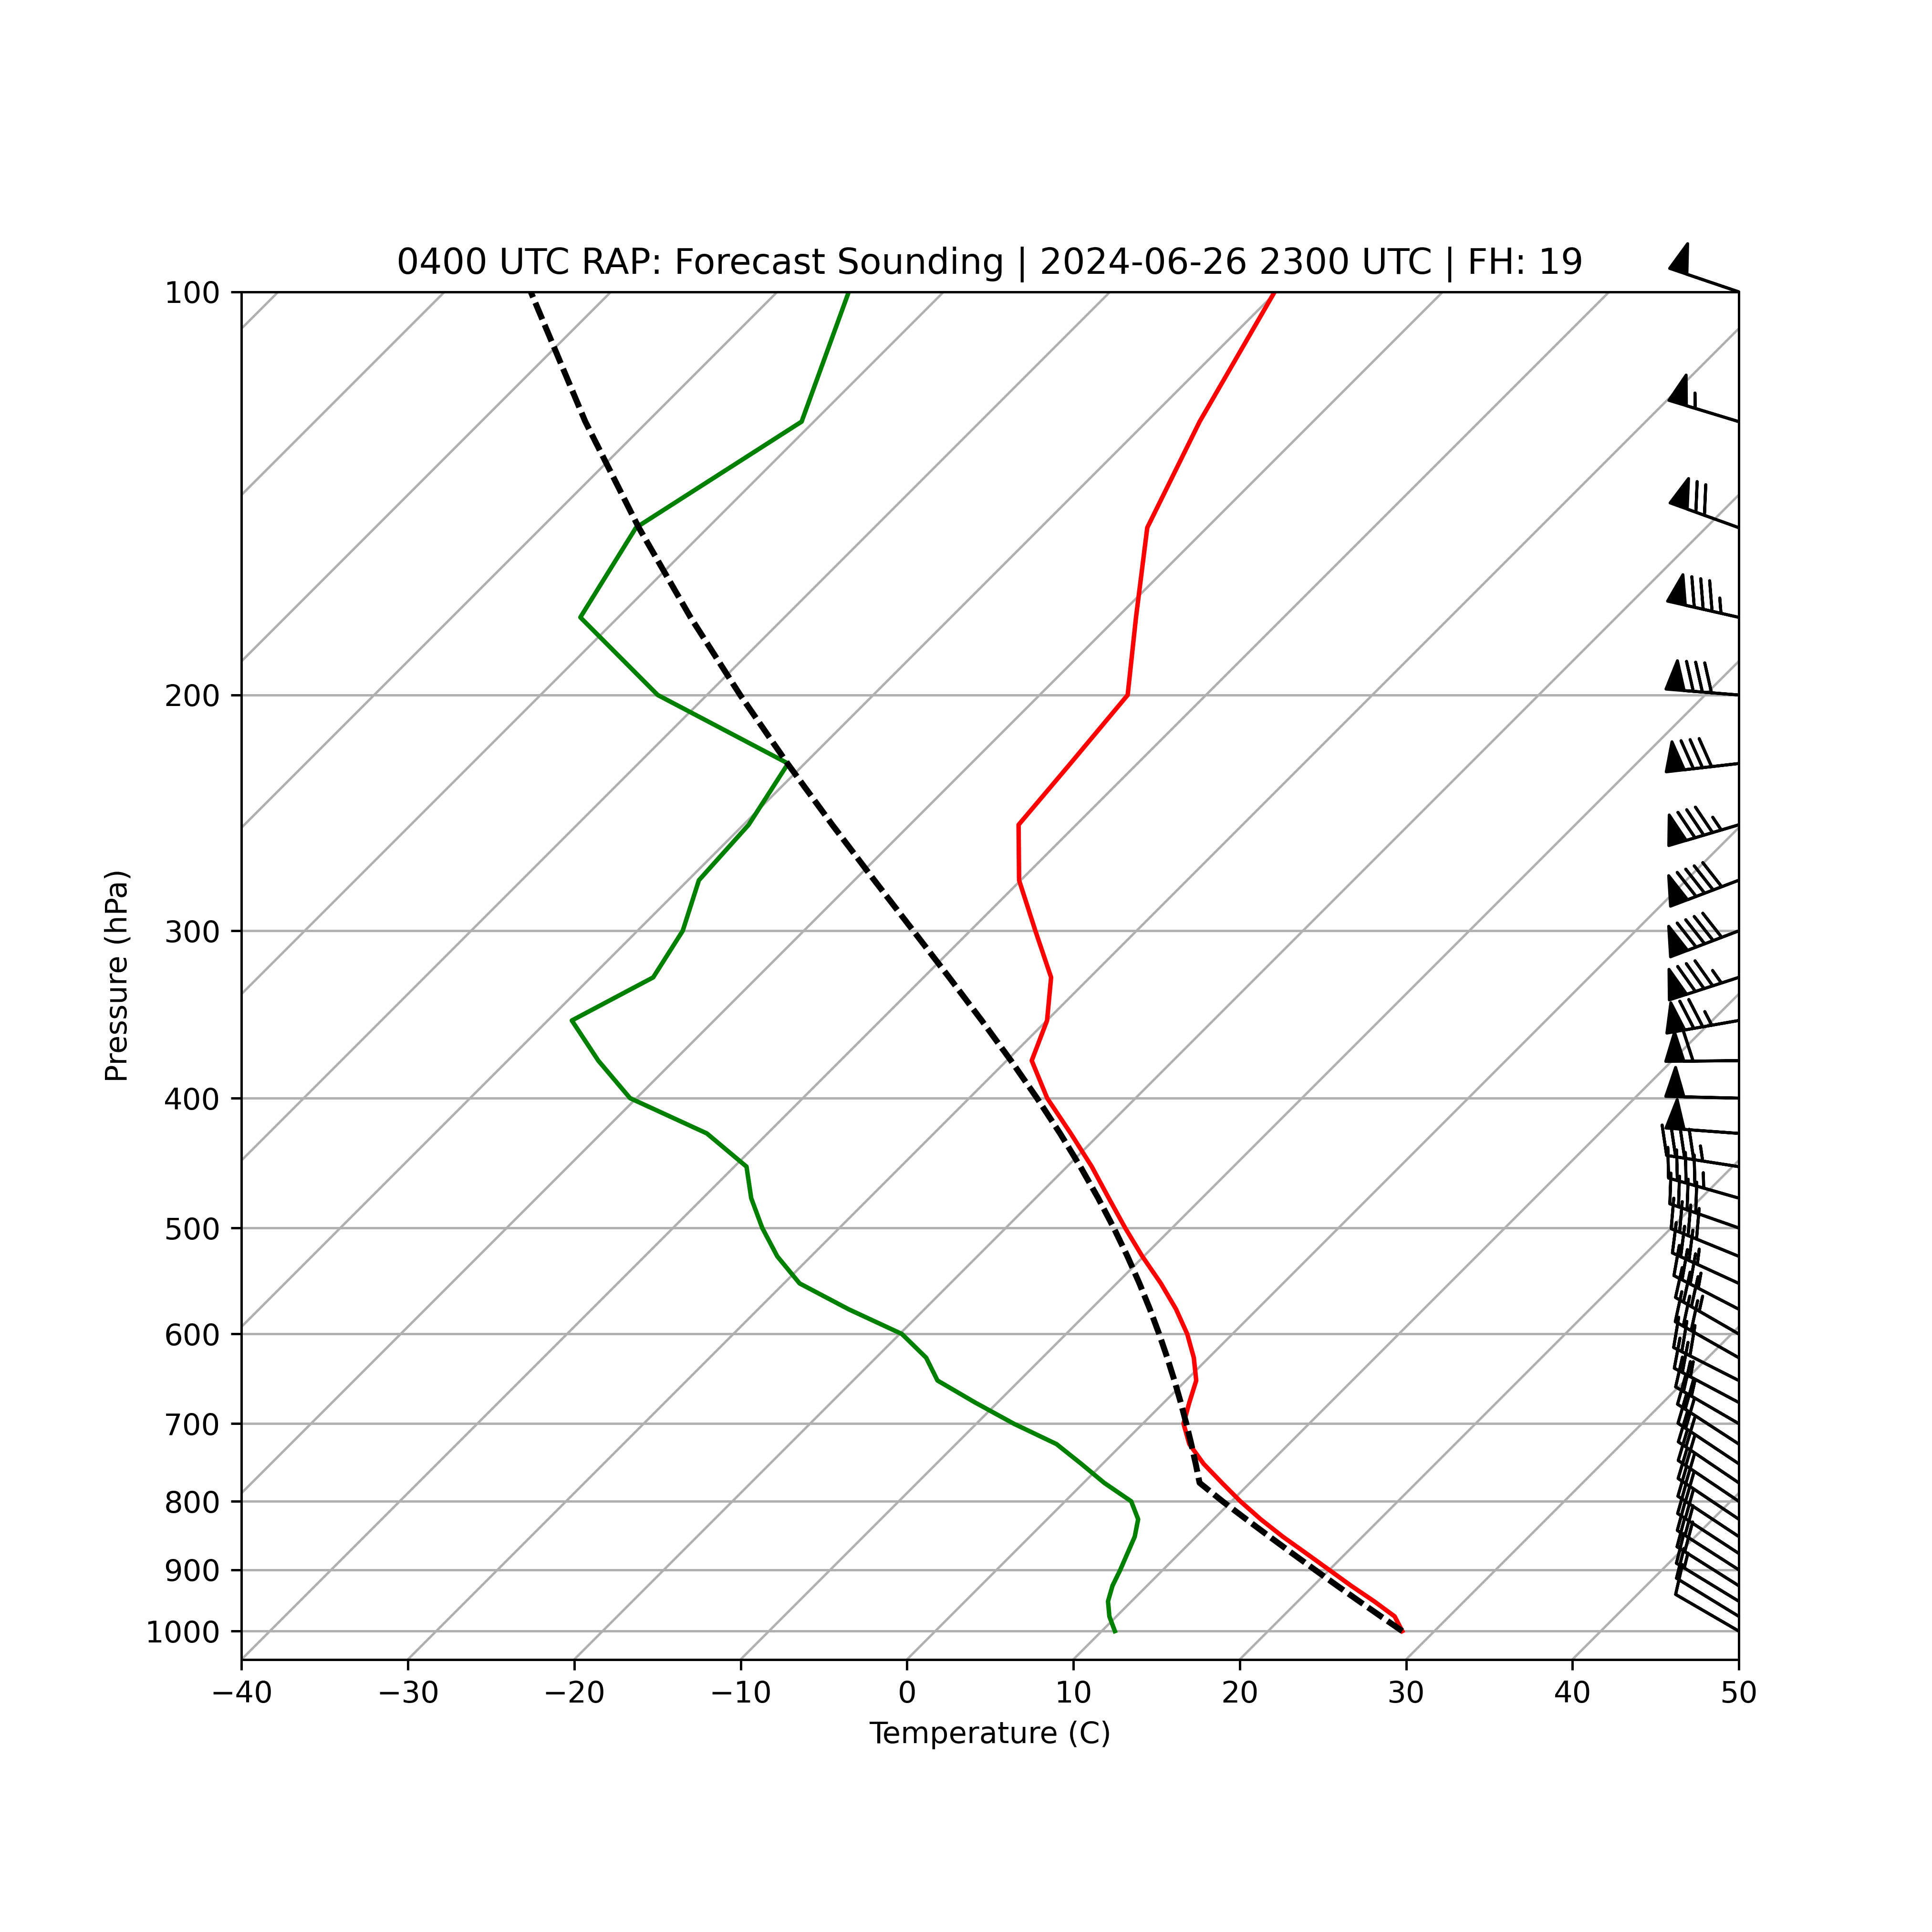 0400 UTC RAP: Forecast Sounding | 2024-06-26 2300 UTC | FH: 19
100
200
300
400
500
600
700
800
900
1000
Pressure (hPa)
−40 −30 −20 −10 0 10 20 30 40 50
Temperature (C)